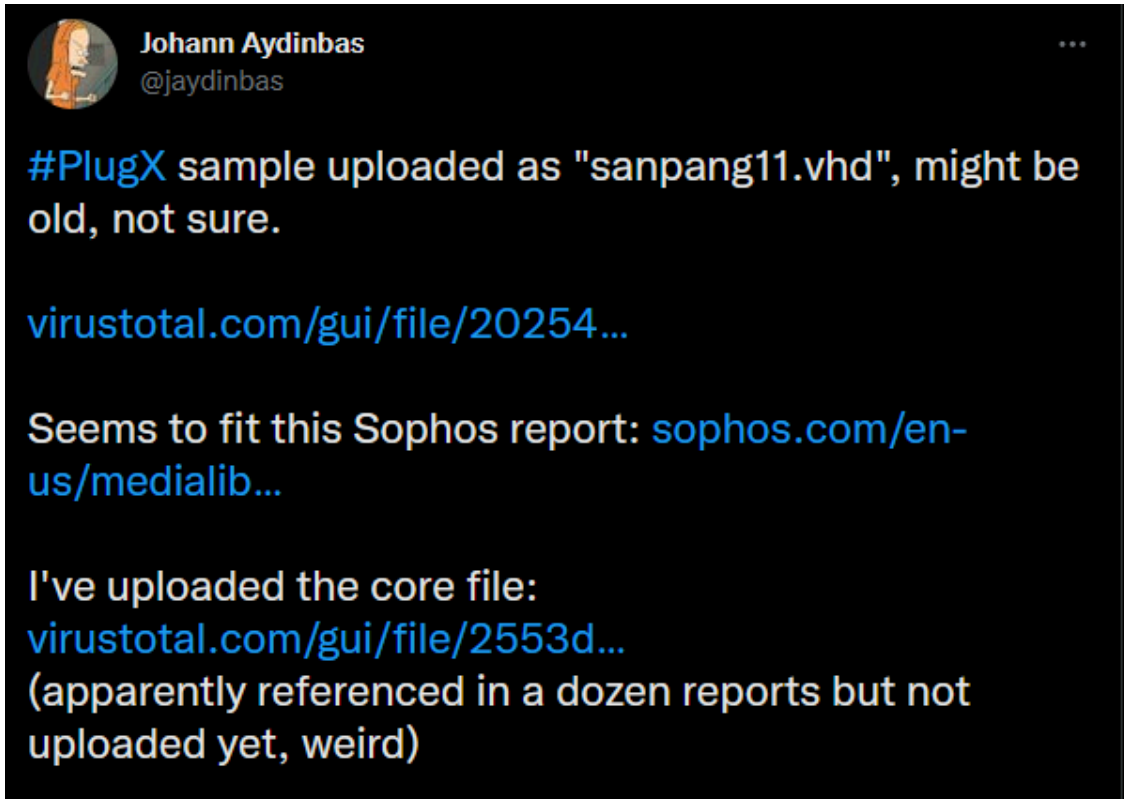 Johann Aydinbas
@jaydinbas
#PlugX sample uploaded as "sanpang11.vhd", might be
old, not sure.
virustotal.com/gui/file/20254...
Seems to fit this Sophos report: sophos.com/en-
us/medialib...
I've uploaded the core file:
virustotal.com/gui/file/2553d...
(apparently referenced in a dozen reports but not
uploaded yet, weird)